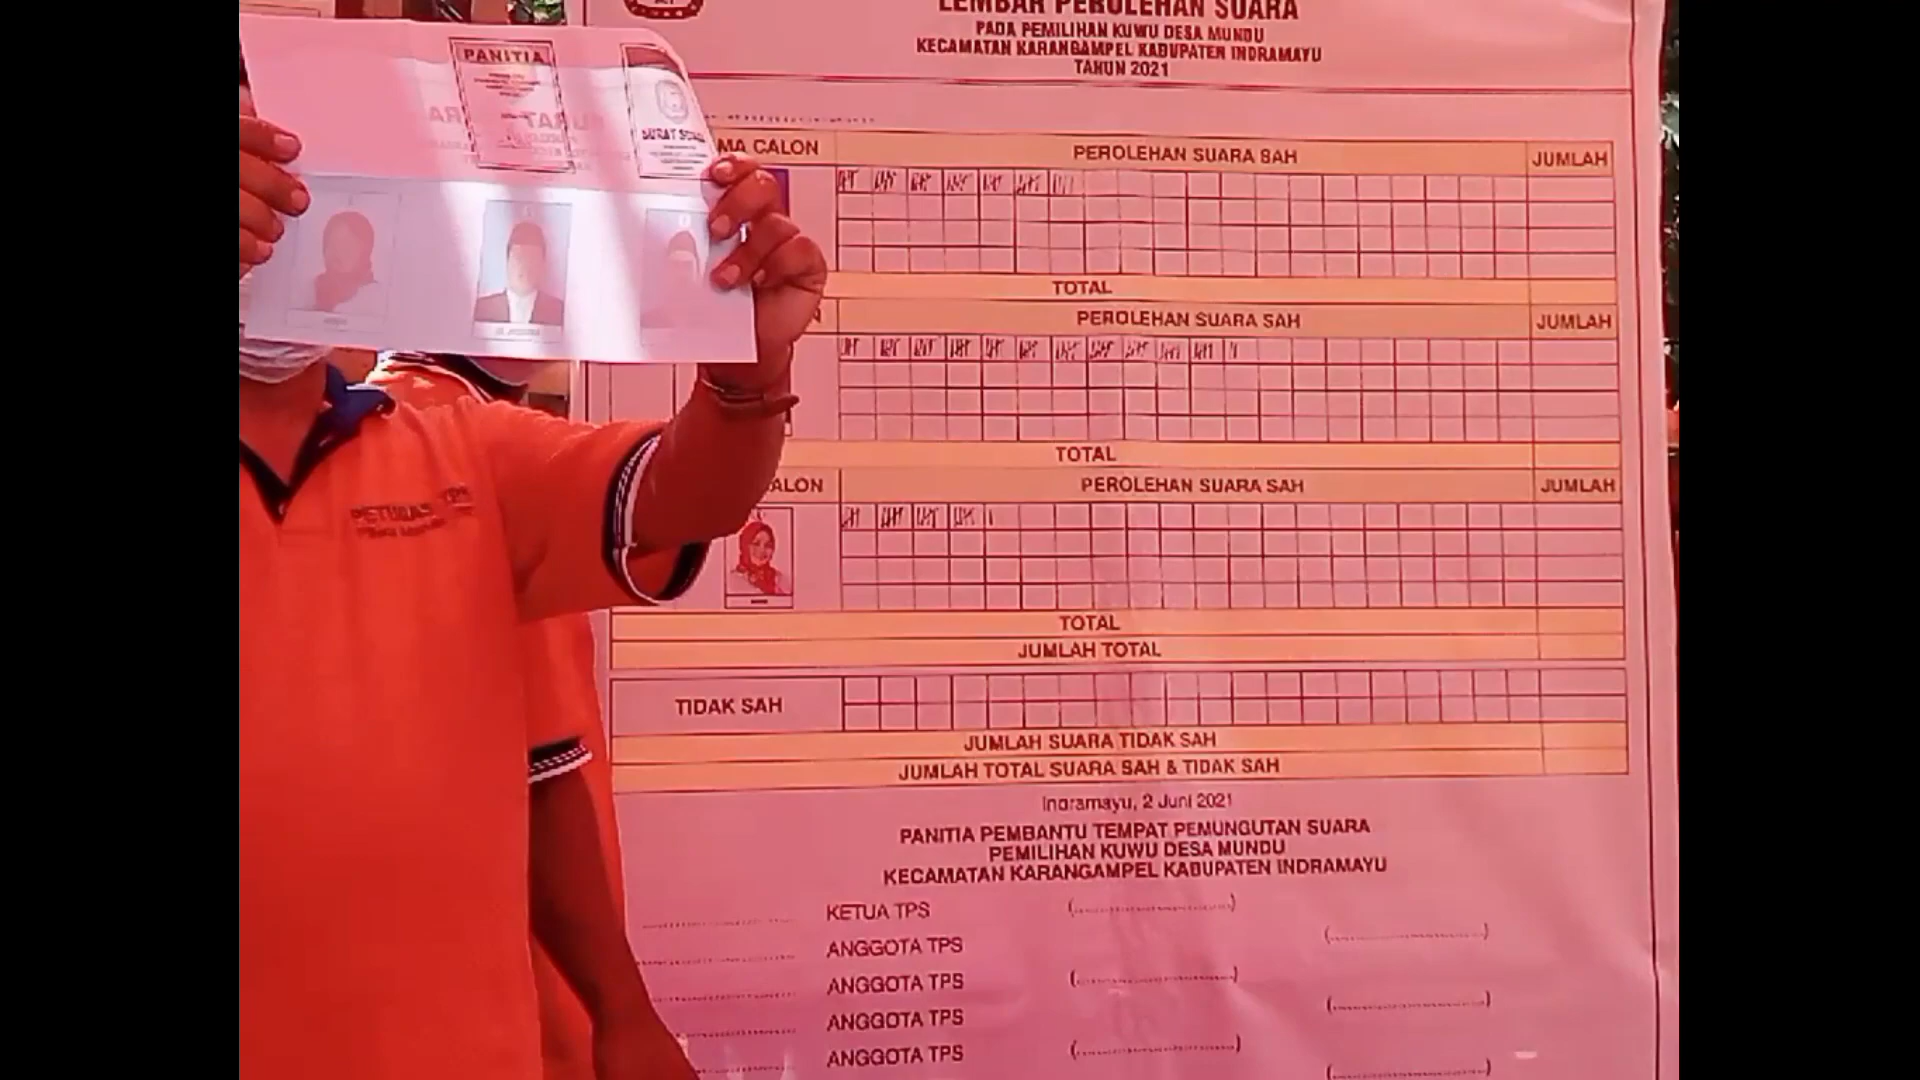 LEMBAR PEROLEHAN SUARA
PADA PEMILIHAN KUWU DESA MUNDU
KECAMATAN KARANGAMPEL KABUPATEN INDRAMAYU
TAHUN 2021
PANITIA
SURAT SUARA
MA CALON PEROLEHAN SUARA SAH JUMLAH
TOTAL
N PEROLEHAN SUARA SAH JUMLAH
TOTAL
ALON PEROLEHAN SUARA SAH JUMLAH
TOTAL
JUMLAH TOTAL
TIDAK SAH
JUMLAH SUARA TIDAK SAH
JUMLAH TOTAL SUARA SAH & TIDAK SAH
Indramayu, 2 Juni 2021
PANITIA PEMBANTU TEMPAT PEMUNGUTAN SUARA
PEMILIHAN KUWU DESA MUNDU
KECAMATAN KARANGAMPEL KABUPATEN INDRAMAYU
KETUA TPS (....................)
ANGGOTA TPS (....................)
ANGGOTA TPS (....................)
ANGGOTA TPS (....................)
ANGGOTA TPS (....................)
PETUGAS